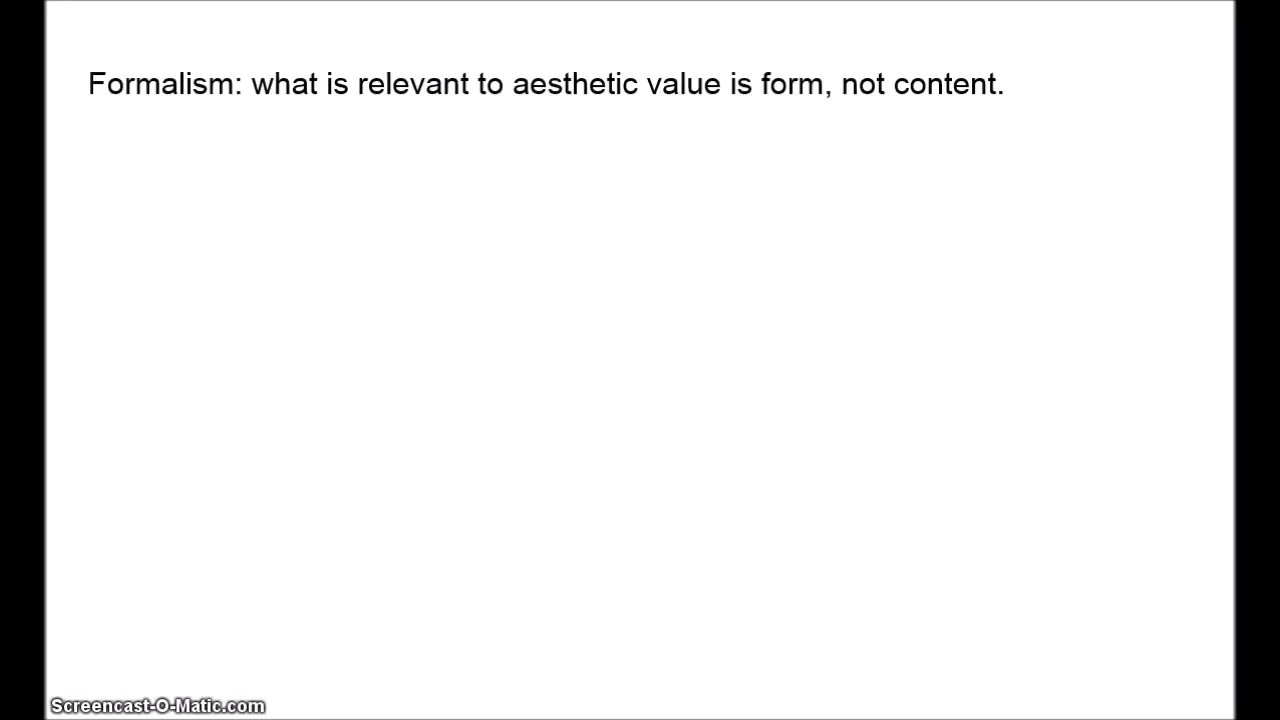 Formalism: what is relevant to aesthetic value is form, not content.
Screencast-O-Matic.com